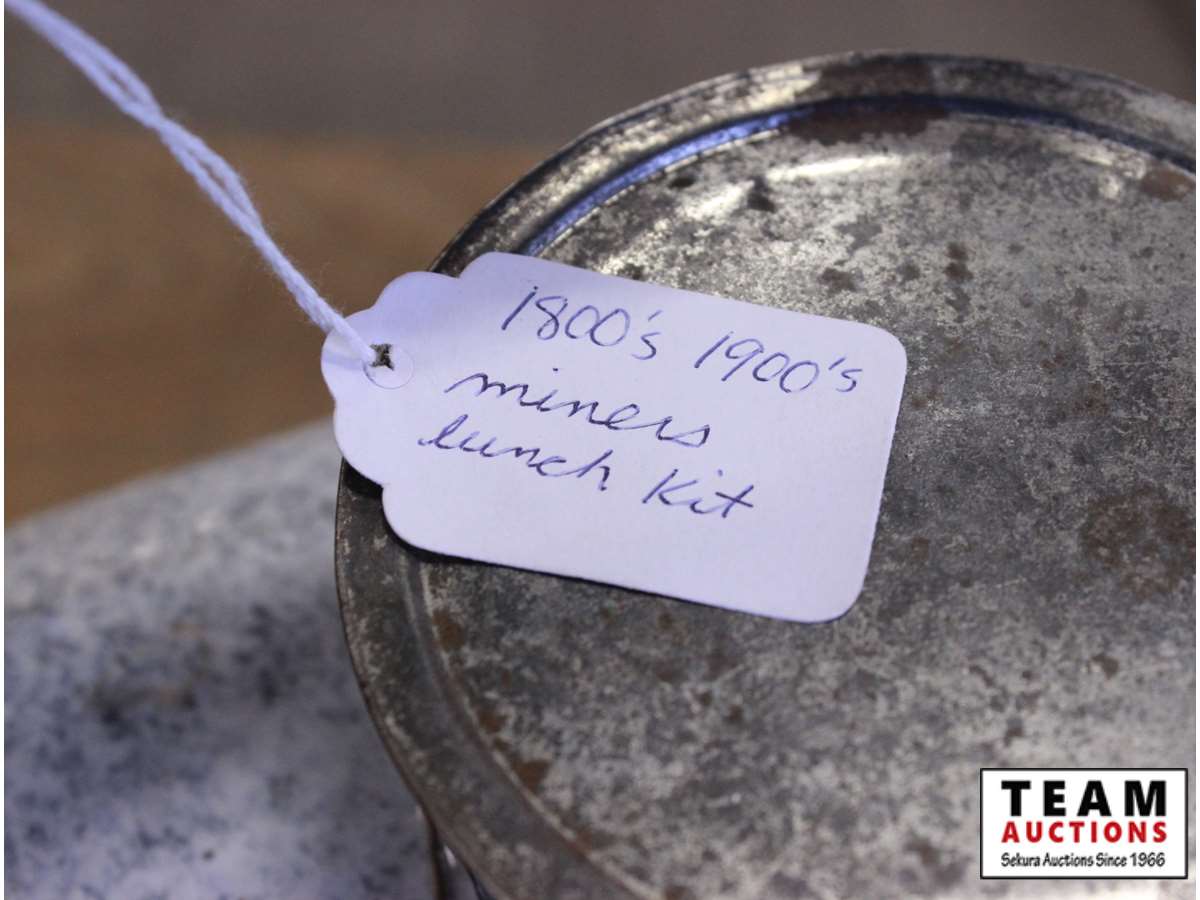 1800's 1900's
miners
lunch Kit
TEAM
AUCTIONS
Sekura Auctions Since 1966